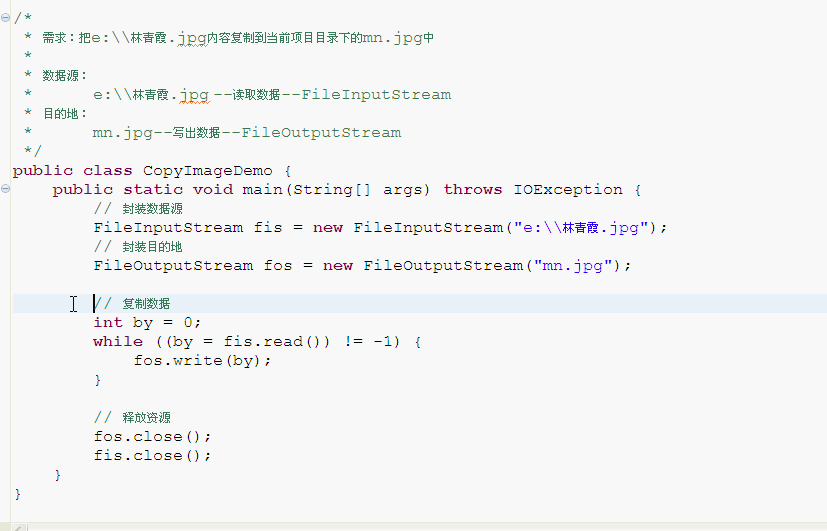 /*
 * 需求：把e:\\林青霞.jpg内容复制到当前项目目录下的mn.jpg中
 *
 * 数据源：
 *      e:\\林青霞.jpg --读取数据--FileInputStream
 * 目的地：
 *      mn.jpg--写出数据--FileOutputStream
 */
public class CopyImageDemo {
    public static void main(String[] args) throws IOException {
        // 封装数据源
        FileInputStream fis = new FileInputStream("e:\\林青霞.jpg");
        // 封装目的地
        FileOutputStream fos = new FileOutputStream("mn.jpg");
        // 复制数据
        int by = 0;
        while ((by = fis.read()) != -1) {
            fos.write(by);
        }
        // 释放资源
        fos.close();
        fis.close();
    }
}